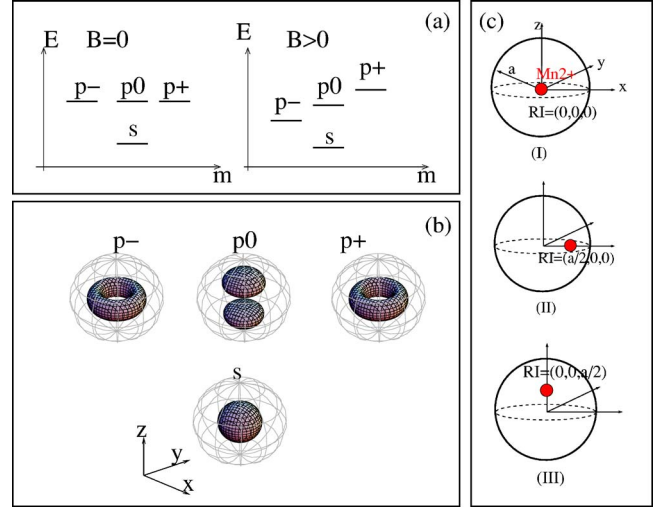 (a)
E B=0
p− p0 p+
s
m
E B>0
p− p0 p+
s
m
(b)
p− p0 p+
s
z
y
x
(c)
z
a y
Mn2+
x
RI=(0,0,0)
(I)
RI=(a/2,0,0)
(II)
RI=(0,0,a/2)
(III)